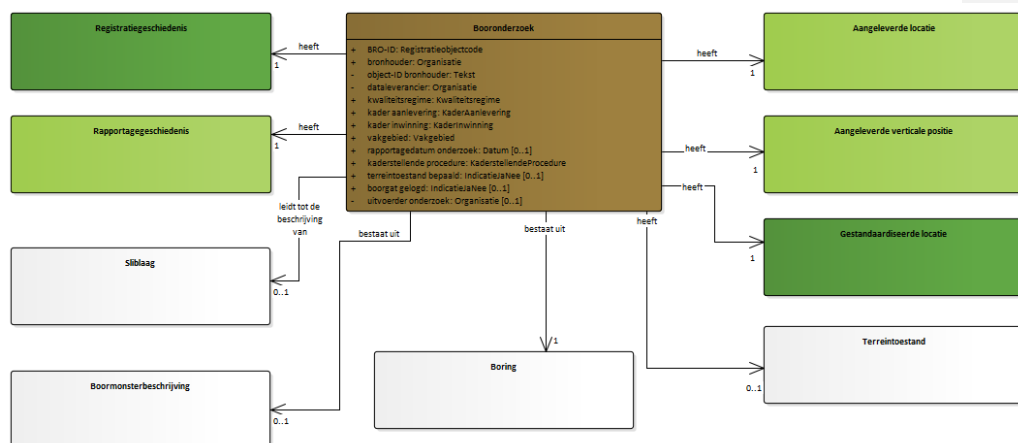 Registratiegeschiedenis
heeft
1
Rapportagegeschiedenis
heeft
1
Booronderzoek
+ BRO-ID: Registratieobjectcode
+ bronhouder: Organisatie
- object-ID bronhouder: Tekst
- dataleverancier: Organisatie
+ kwaliteitsregime: Kwaliteitsregime
+ kader aanlevering: KaderAanlevering
+ kader inwinning: KaderInwinning
+ vakgebied: Vakgebied
+ rapportagedatum onderzoek: Datum [0..1]
+ kaderstellende procedure: KaderstellendeProcedure
+ terreintoestand bepaald: IndicatieJaNee [0..1]
+ boorgat gelogd: IndicatieJaNee [0..1]
- uitvoerder onderzoek: Organisatie [0..1]
Aangeleverde locatie
heeft
1
Aangeleverde verticale positie
heeft
1
Gestandaardiseerde locatie
heeft
1
leidt tot de
beschrijving
van
Sliblaag
0..1
bestaat uit
Boormonsterbeschrijving
0..1
bestaat uit
1
Boring
heeft
Terreintoestand
0..1